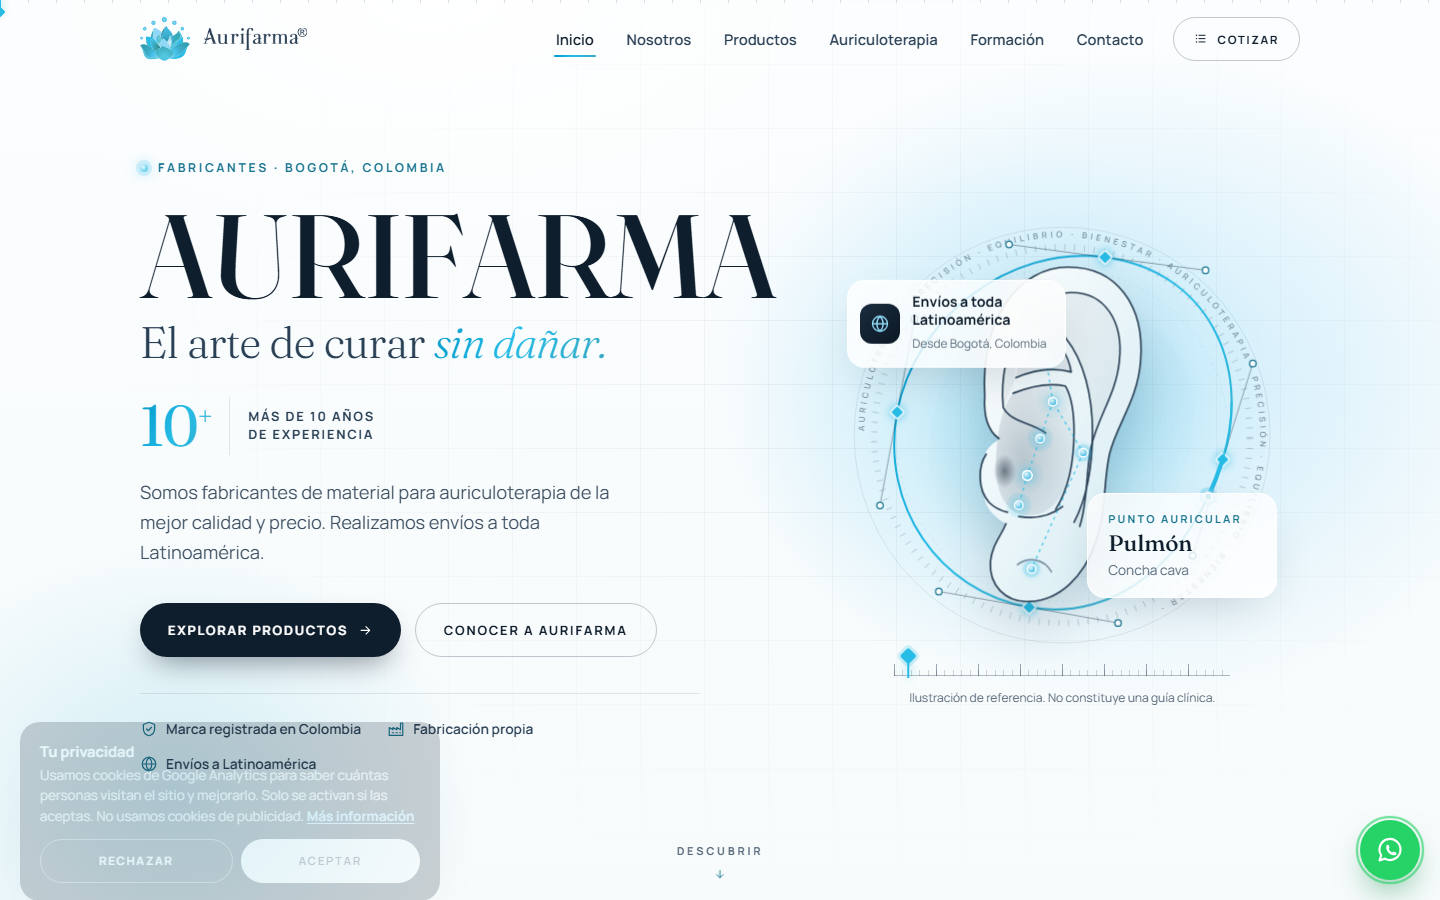 Aurifarma®
Inicio
Nosotros
Productos
Auriculoterapia
Formación
Contacto
COTIZAR
FABRICANTES · BOGOTÁ, COLOMBIA
AURIFARMA
El arte de curar sin dañar.
10+
MÁS DE 10 AÑOS
DE EXPERIENCIA
Somos fabricantes de material para auriculoterapia de la
mejor calidad y precio. Realizamos envíos a toda
Latinoamérica.
EXPLORAR PRODUCTOS →
CONOCER A AURIFARMA
Marca registrada en Colombia
Fabricación propia
Envíos a Latinoamérica
Tu privacidad
Usamos cookies de Google Analytics para saber cuántas
personas visitan el sitio y mejorarlo. Solo se activan si las
aceptas. No usamos cookies de publicidad. Más información
RECHAZAR
ACEPTAR
EQUILIBRIO · BIENESTAR · AURICULOTERAPIA · PRECISIÓN ·
Envíos a toda
Latinoamérica
Desde Bogotá, Colombia
PUNTO AURICULAR
Pulmón
Concha cava
Ilustración de referencia. No constituye una guía clínica.
DESCUBRIR
↓